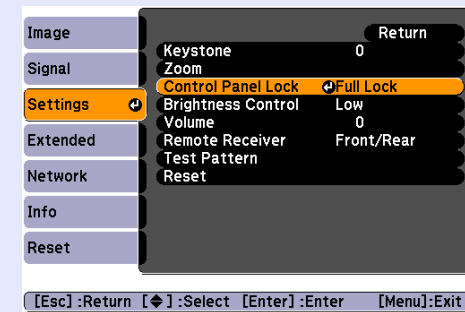 Image
Signal
Settings
Extended
Network
Info
Reset
Return
Keystone 0
Zoom
Control Panel Lock Full Lock
Brightness Control Low
Volume 0
Remote Receiver Front/Rear
Test Pattern
Reset
[Esc] :Return [ ] :Select [Enter] :Enter [Menu]:Exit